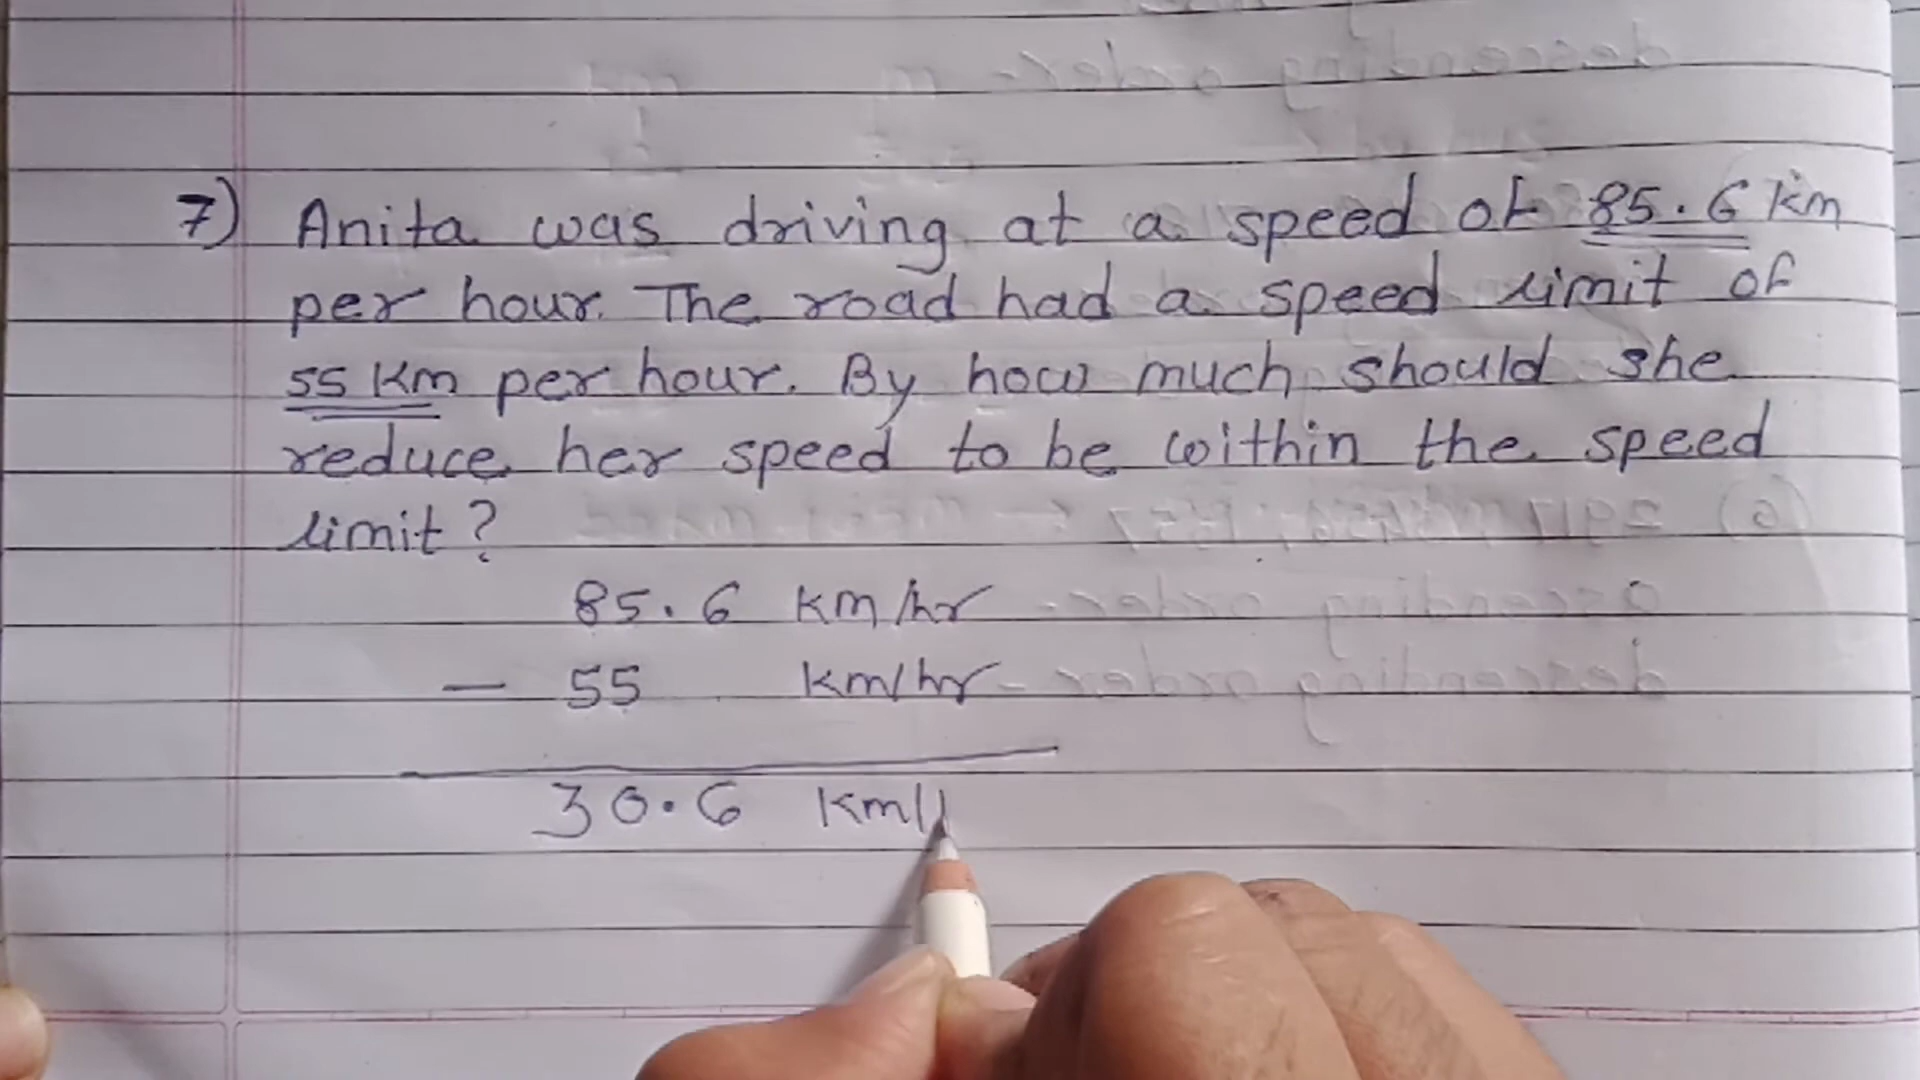 7) Anita was driving at a speed of 85.6 km
per hour. The road had a speed limit of
55 Km per hour. By how much should she
reduce her speed to be within the speed
limit?
85.6 km/hr
- 55 km/hr
30.6 Km/